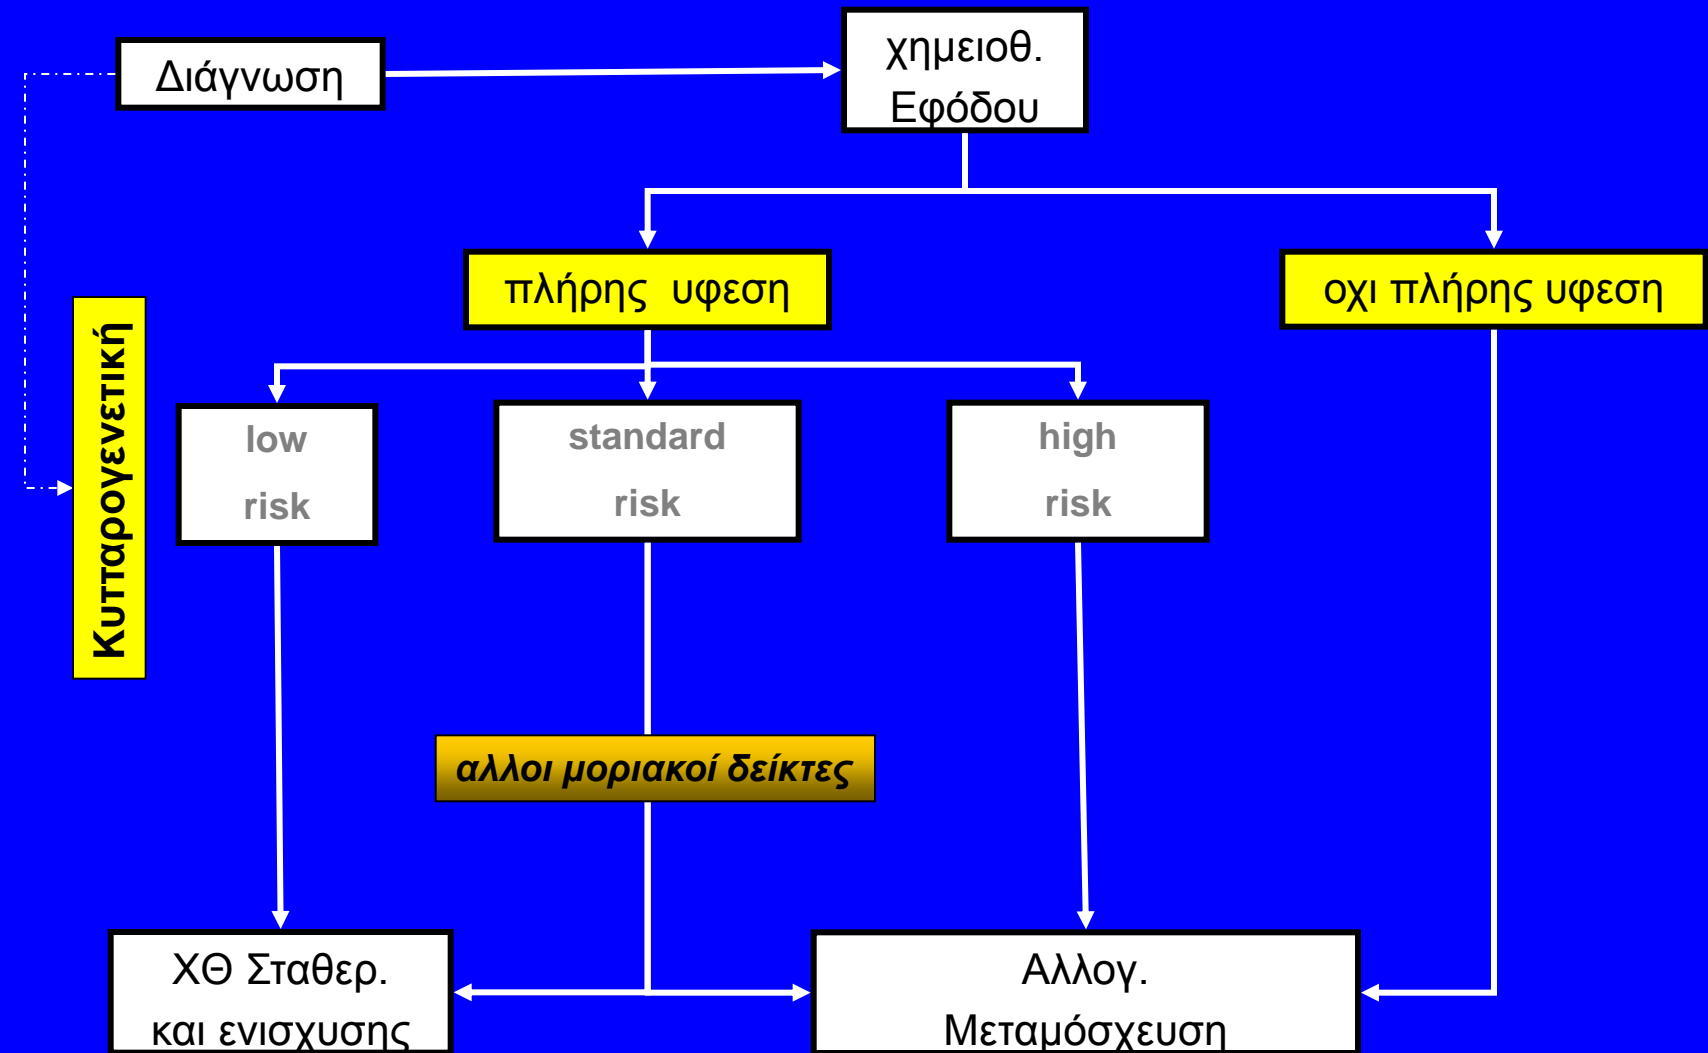 Διάγνωση
χημειοθ.
Εφόδου
πλήρης υφεση
οχι πλήρης υφεση
Κυτταρογενετική
low
risk
standard
risk
high
risk
αλλοι μοριακοί δείκτες
ΧΘ Σταθερ.
και ενισχυσης
Αλλογ.
Μεταμόσχευση